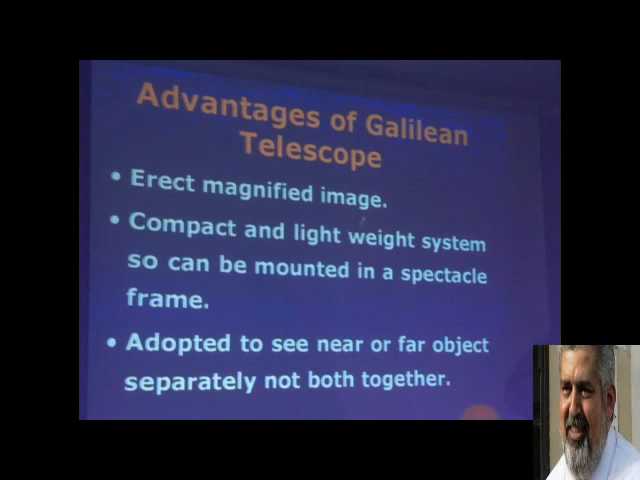 Advantages of Galilean
Telescope
• Erect magnified image.
• Compact and light weight system
so can be mounted in a spectacle
frame.
• Adopted to see near or far object
separately not both together.